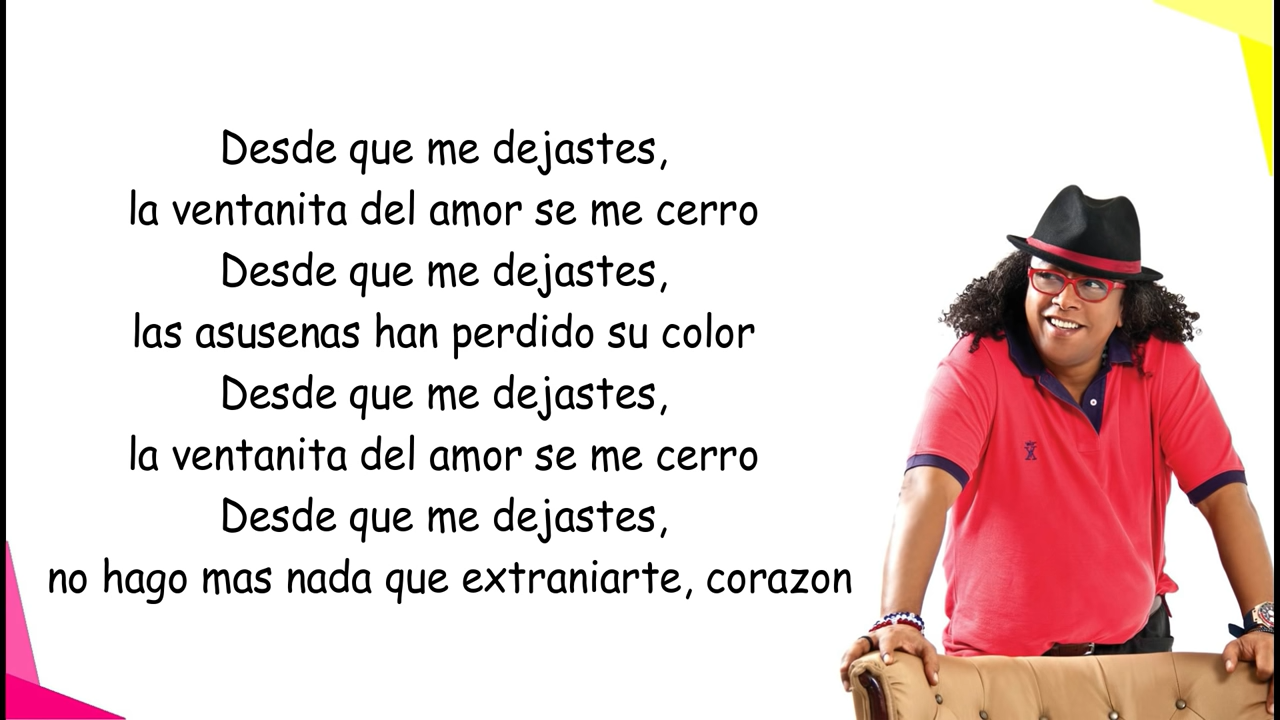 Desde que me dejastes,
la ventanita del amor se me cerro
Desde que me dejastes,
las asusenas han perdido su color
Desde que me dejastes,
la ventanita del amor se me cerro
Desde que me dejastes,
no hago mas nada que extraniarte, corazon